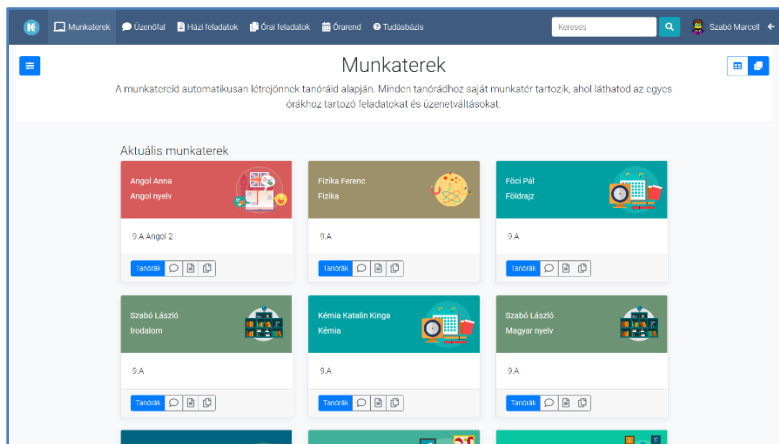 Munkaterek Üzenőfal Házi feladatok Órai feladatok Órarend Tudásbázis Keresés Szabó Marcell
Munkaterek
A munkatereid automatikusan létrejönnek tanóráid alapján. Minden tanórádhoz saját munkatér tartozik, ahol láthatod az egyes
órákhoz tartozó feladatokat és üzenetváltásokat.
Aktuális munkaterek
Angol Anna
Angol nyelv
9.A Angol 2
Tanórák
Fizika Ferenc
Fizika
9.A
Tanórák
Föci Pál
Földrajz
9.A
Tanórák
Szabó László
Irodalom
9.A
Tanórák
Kémia Katalin Kinga
Kémia
9.A
Tanórák
Szabó László
Magyar nyelv
9.A
Tanórák